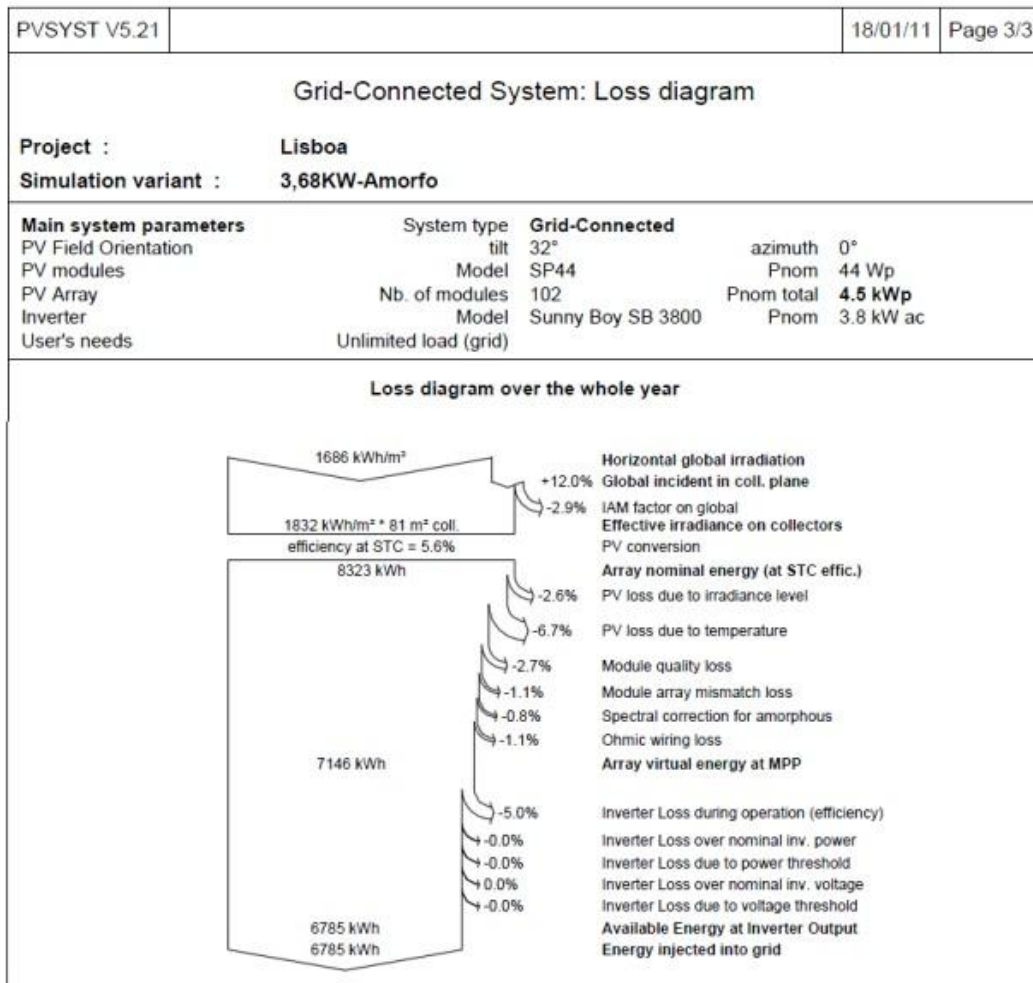 PVSYST V5.21 18/01/11 Page 3/3
Grid-Connected System: Loss diagram
Project : Lisboa
Simulation variant : 3,68KW-Amorfo
Main system parameters System type Grid-Connected
PV Field Orientation tilt 32° azimuth 0°
PV modules Model SP44 Pnom 44 Wp
PV Array Nb. of modules 102 Pnom total 4.5 kWp
Inverter Model Sunny Boy SB 3800 Pnom 3.8 kW ac
User's needs Unlimited load (grid)
Loss diagram over the whole year
1686 kWh/m² Horizontal global irradiation
+12.0% Global incident in coll. plane
-2.9% IAM factor on global
1832 kWh/m² * 81 m² coll. Effective irradiance on collectors
efficiency at STC = 5.6% PV conversion
8323 kWh Array nominal energy (at STC effic.)
-2.6% PV loss due to irradiance level
-6.7% PV loss due to temperature
-2.7% Module quality loss
-1.1% Module array mismatch loss
-0.8% Spectral correction for amorphous
-1.1% Ohmic wiring loss
7146 kWh Array virtual energy at MPP
-5.0% Inverter Loss during operation (efficiency)
-0.0% Inverter Loss over nominal inv. power
-0.0% Inverter Loss due to power threshold
0.0% Inverter Loss over nominal inv. voltage
-0.0% Inverter Loss due to voltage threshold
6785 kWh Available Energy at Inverter Output
6785 kWh Energy injected into grid